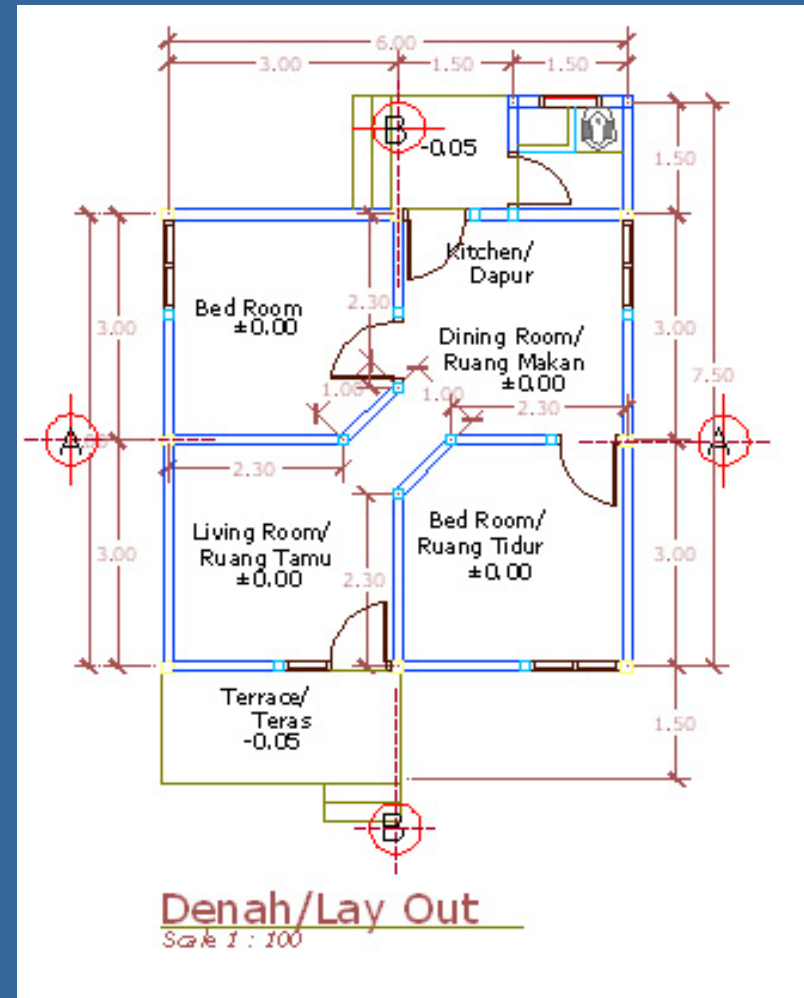 6.00
3.00
1.50
1.50
B
-0.05
1.50
Kitchen/
Dapur
Bed Room
±0.00
2.30
3.00
Dining Room/
Ruang Makan
±0.00
3.00
7.50
1.00
1.00
2.30
A
A
2.30
Living Room/
Ruang Tamu
±0.00
Bed Room/
Ruang Tidur
±0.00
3.00
2.30
3.00
Terrace/
Teras
-0.05
1.50
B
Denah/Lay Out
Scale 1 : 100